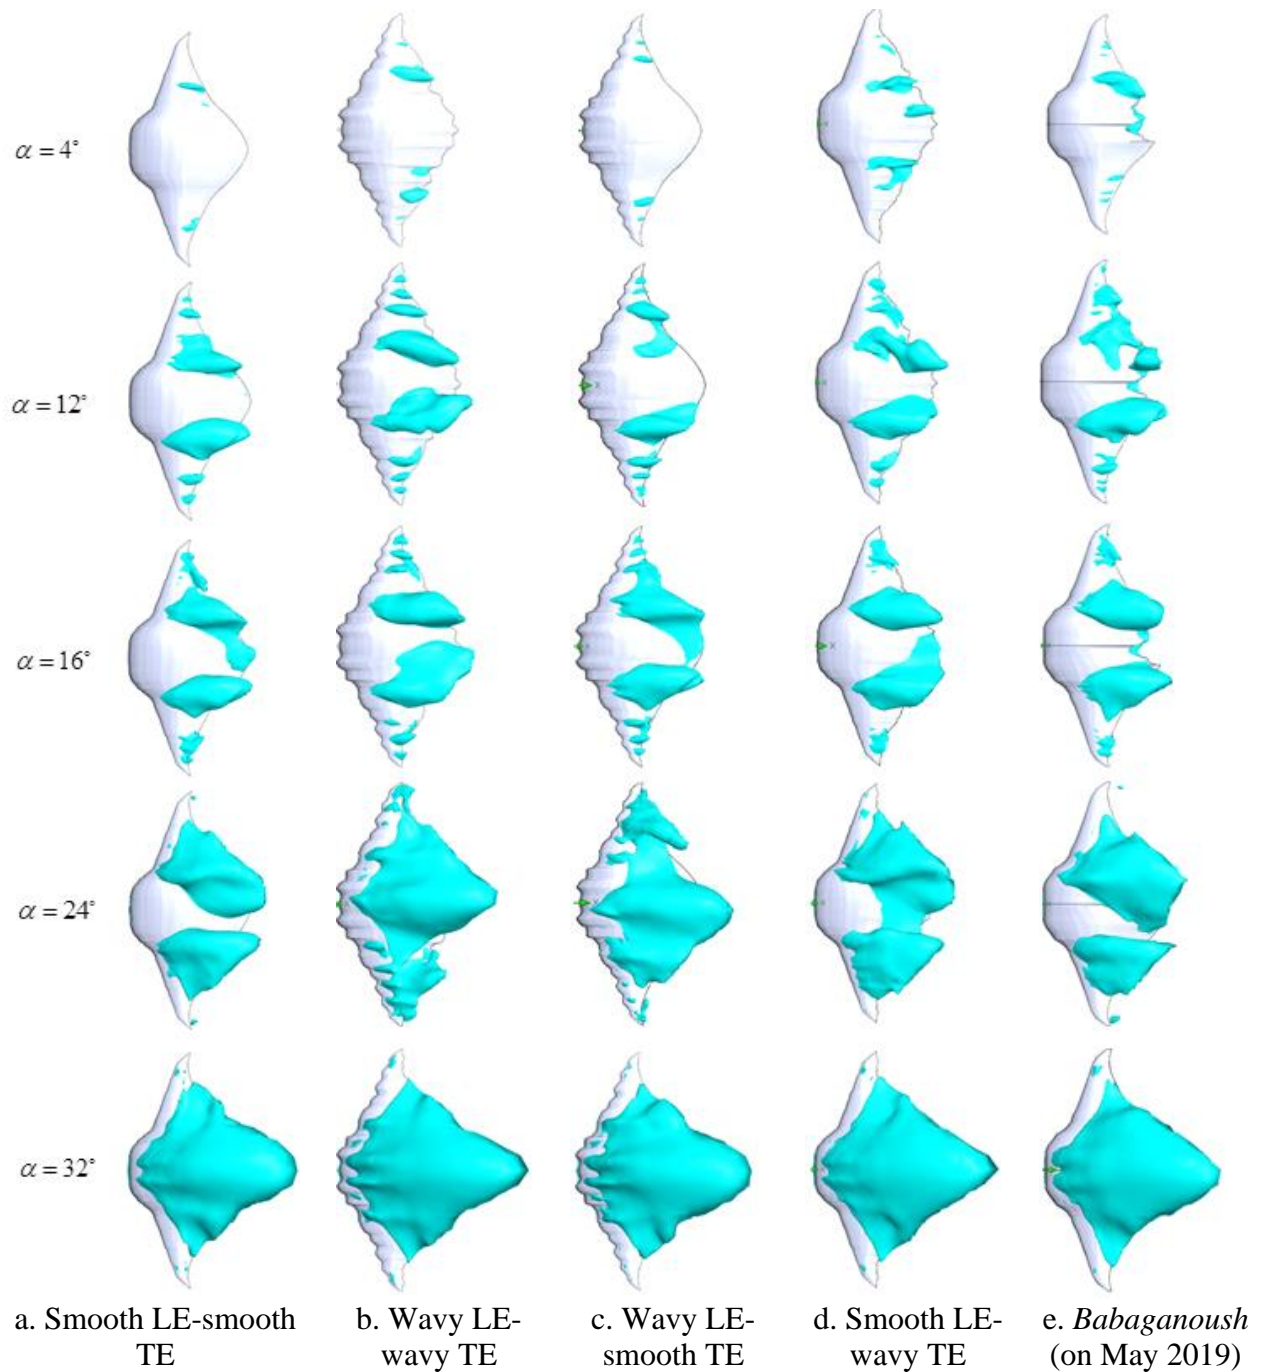 α = 4°
α = 12°
α = 16°
α = 24°
α = 32°
a. Smooth LE-smooth
TE
b. Wavy LE-
wavy TE
c. Wavy LE-
smooth TE
d. Smooth LE-
wavy TE
e. Babaganoush
(on May 2019)